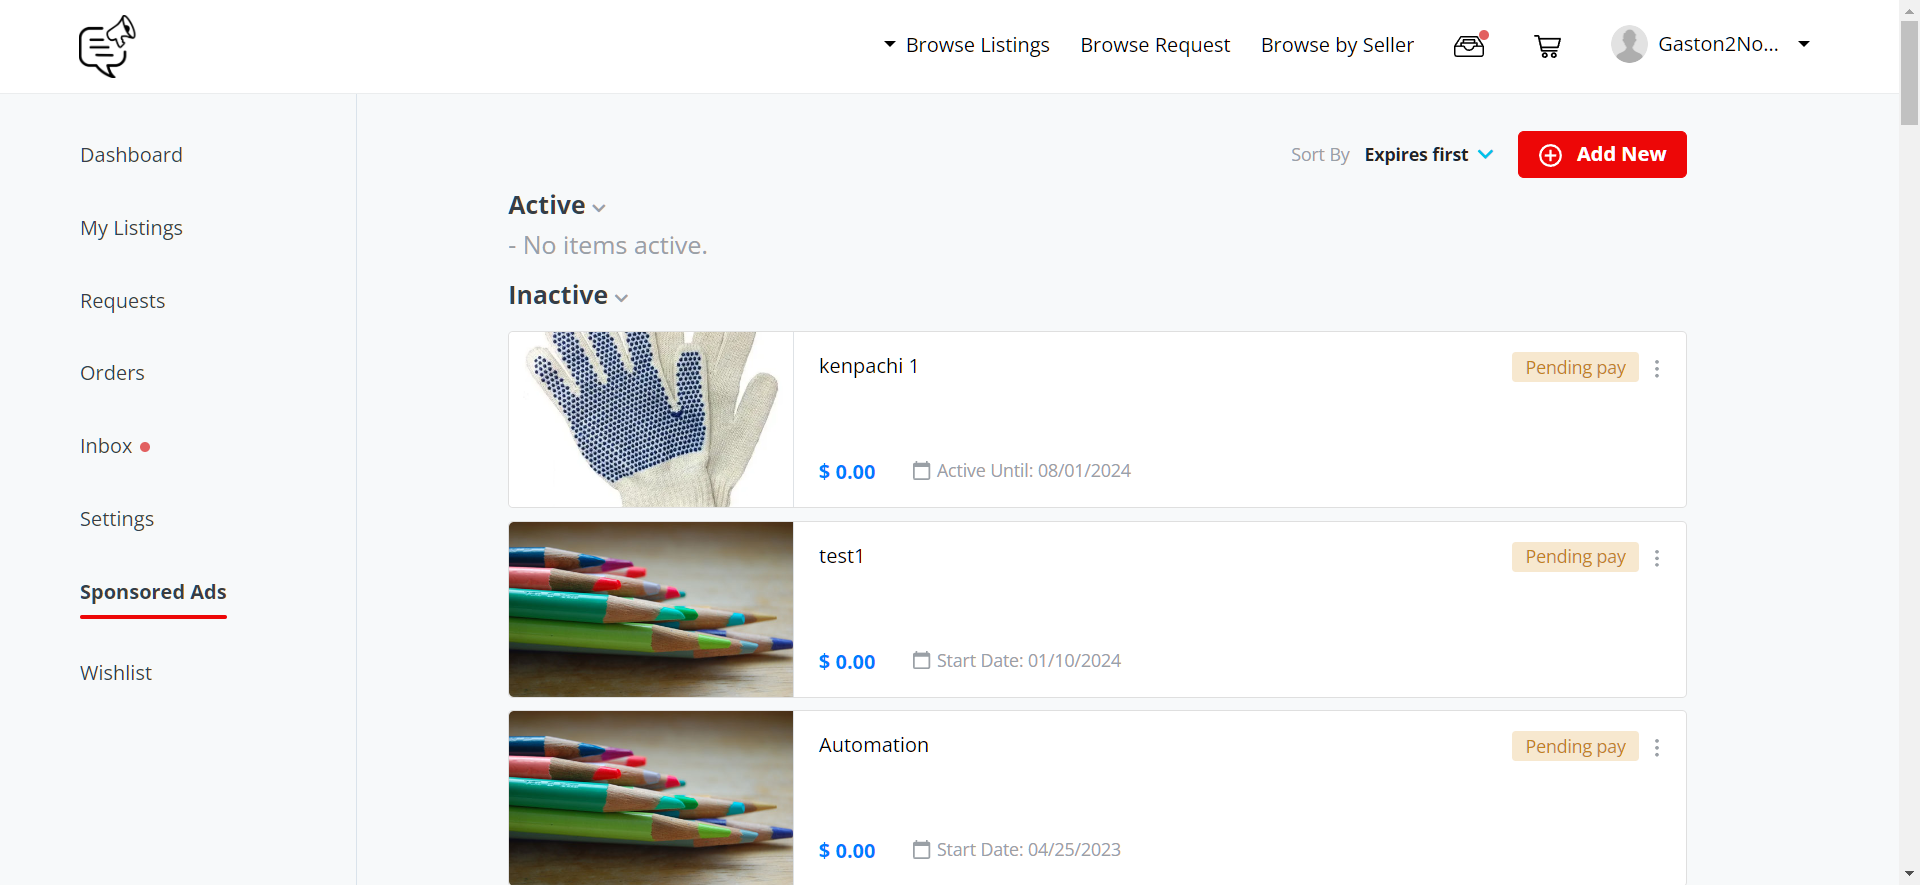 Browse Listings
Browse Request
Browse by Seller
Gaston2No...
Dashboard
My Listings
Requests
Orders
Inbox
Settings
Sponsored Ads
Wishlist
Sort By Expires first
Add New
Active
- No items active.
Inactive
kenpachi 1
Pending pay
$ 0.00
Active Until: 08/01/2024
test1
Pending pay
$ 0.00
Start Date: 01/10/2024
Automation
Pending pay
$ 0.00
Start Date: 04/25/2023